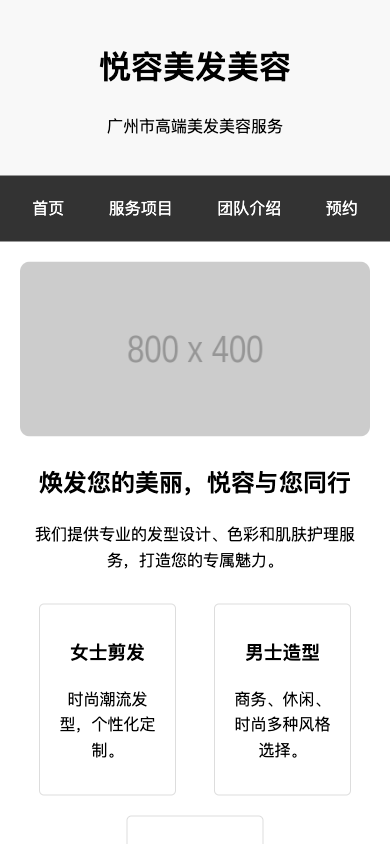 悦容美发美容
广州市高端美发美容服务
首页 服务项目 团队介绍 预约
800 x 400
焕发您的美丽，悦容与您同行
我们提供专业的发型设计、色彩和肌肤护理服
务，打造您的专属魅力。
女士剪发
时尚潮流发
型，个性化定
制。
男士造型
商务、休闲、
时尚多种风格
选择。